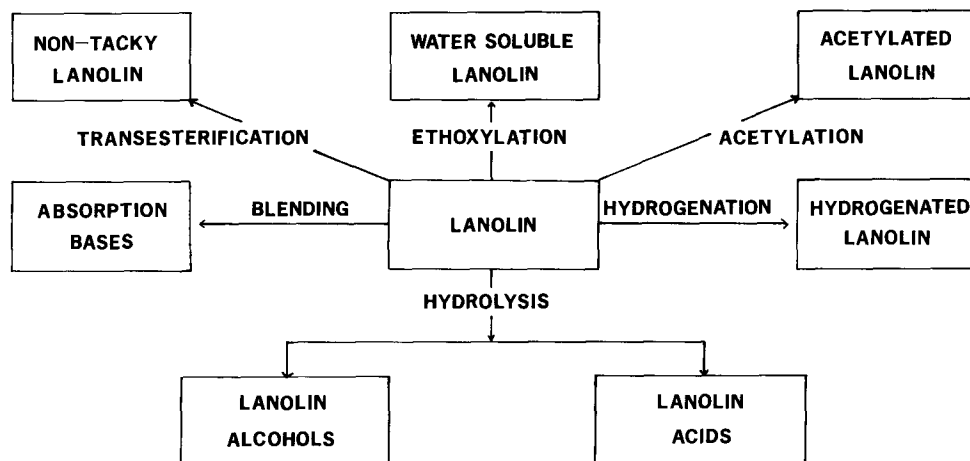 NON-TACKY
LANOLIN
WATER SOLUBLE
LANOLIN
ACETYLATED
LANOLIN
TRANSESTERIFICATION
ETHOXYLATION
ACETYLATION
ABSORPTION
BASES
BLENDING
LANOLIN
HYDROGENATION
HYDROGENATED
LANOLIN
HYDROLYSIS
LANOLIN
ALCOHOLS
LANOLIN
ACIDS